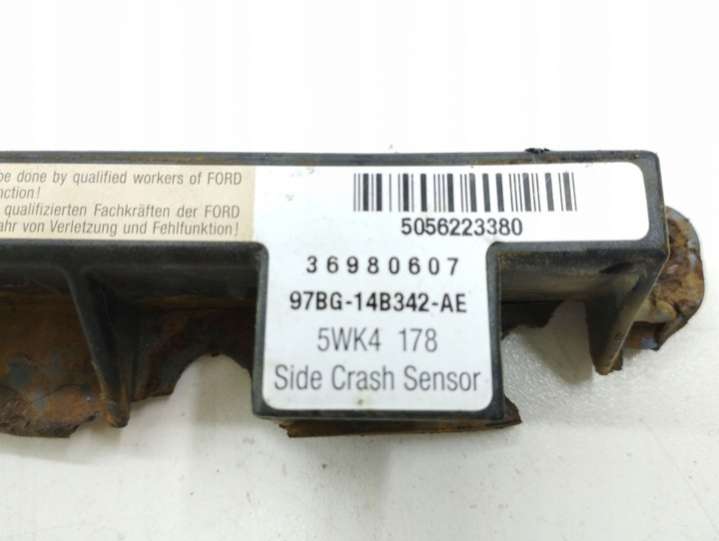 be done by qualified workers of FORD
nction!
qualifizierten Fachkräften der FORD
ahr von Verletzung und Fehlfunktion!
5056223380
36980607
97BG-14B342-AE
5WK4 178
Side Crash Sensor